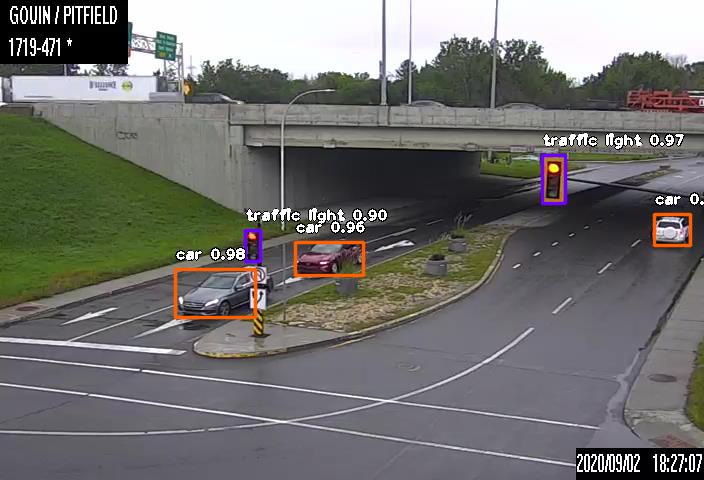 GOUIN / PITFIELD
1719-471 *
traffic light 0.97
car 0.
traffic light 0.90
car 0.96
car 0.98
2020/09/02 18:27:07